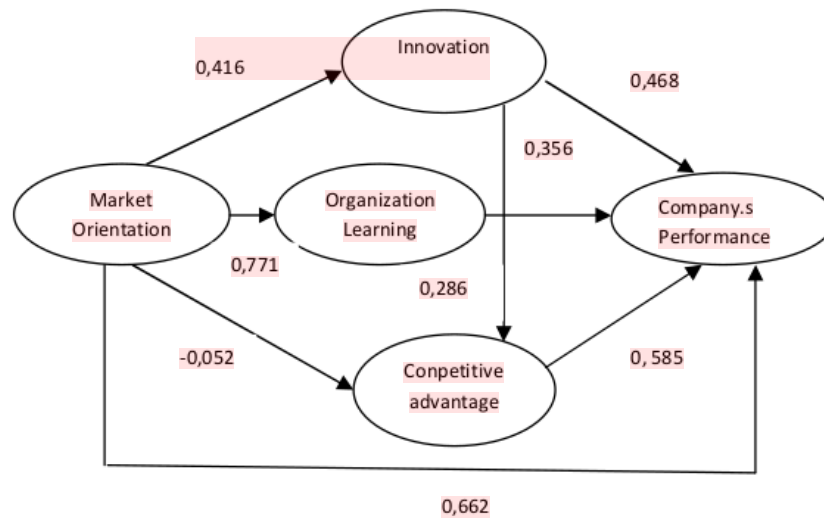 Innovation
0,416
0,468
0,356
Market
Orientation
Organization
Learning
Company.s
Performance
0,771
0,286
-0,052
Conpetitive
advantage
0, 585
0,662